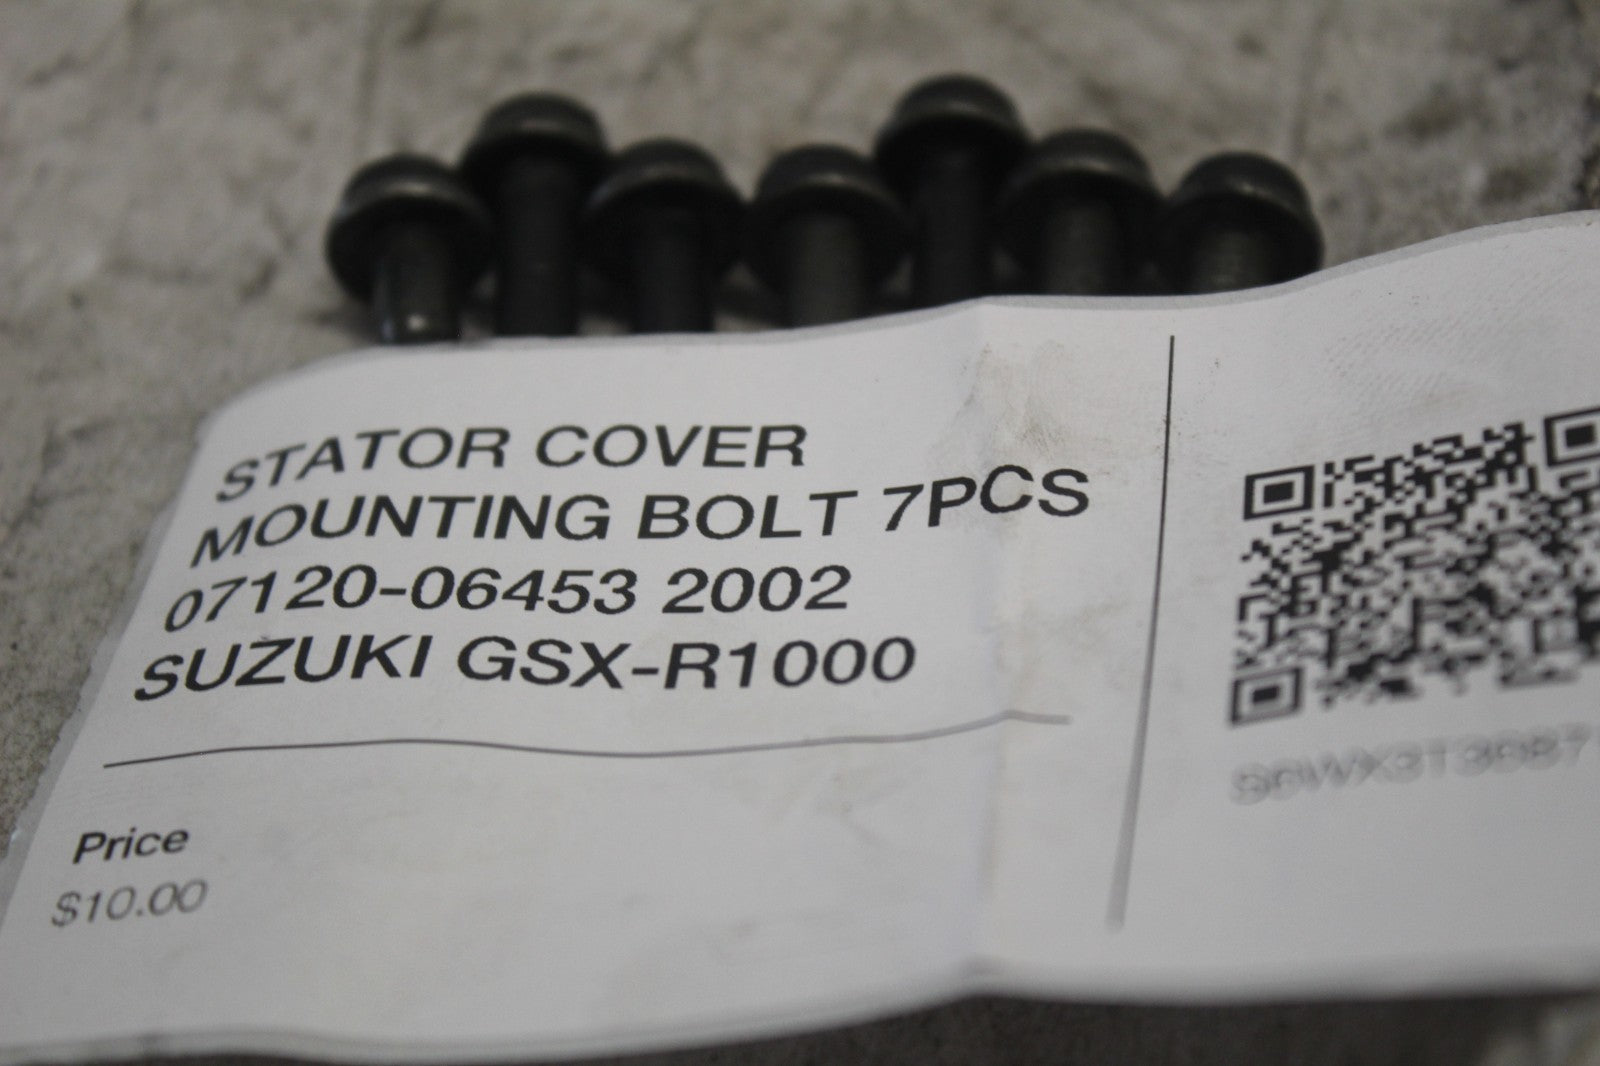 STATOR COVER
MOUNTING BOLT 7PCS
07120-06453 2002
SUZUKI GSX-R1000
Price
$10.00